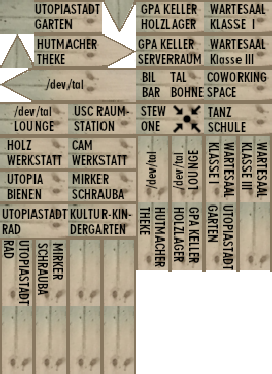 UTOPIASTADT
GARTEN
GPA KELLER
HOLZLAGER
WARTESAAL
KLASSE I
HUTMACHER
THEKE
GPA KELLER
SERVERRAUM
WARTESAAL
Klasse III
/dev/tal
BIL
BAR
TAL
BOHNE
COWORKING
SPACE
/dev/tal
LOUNGE
USC RAUM-
STATION
STEW
ONE
TANZ
SCHULE
HOLZ
WERKSTATT
CAM
WERKSTATT
UTOPIA
BIENEN
MIRKER
SCHRAUBA
UTOPIASTADT
RAD
KULTUR-KIN-
DERGARTEN
/dev/tal
/dev/tal
LOUNGE
WARTESAAL
KLASSE I
WARTESAAL
KLASSE III
HUTMACHER
THEKE
GPA KELLER
HOLZLAGER
UTOPIASTADT
GARTEN
UTOPIASTADT
RAD
MIRKER
SCHRAUBA